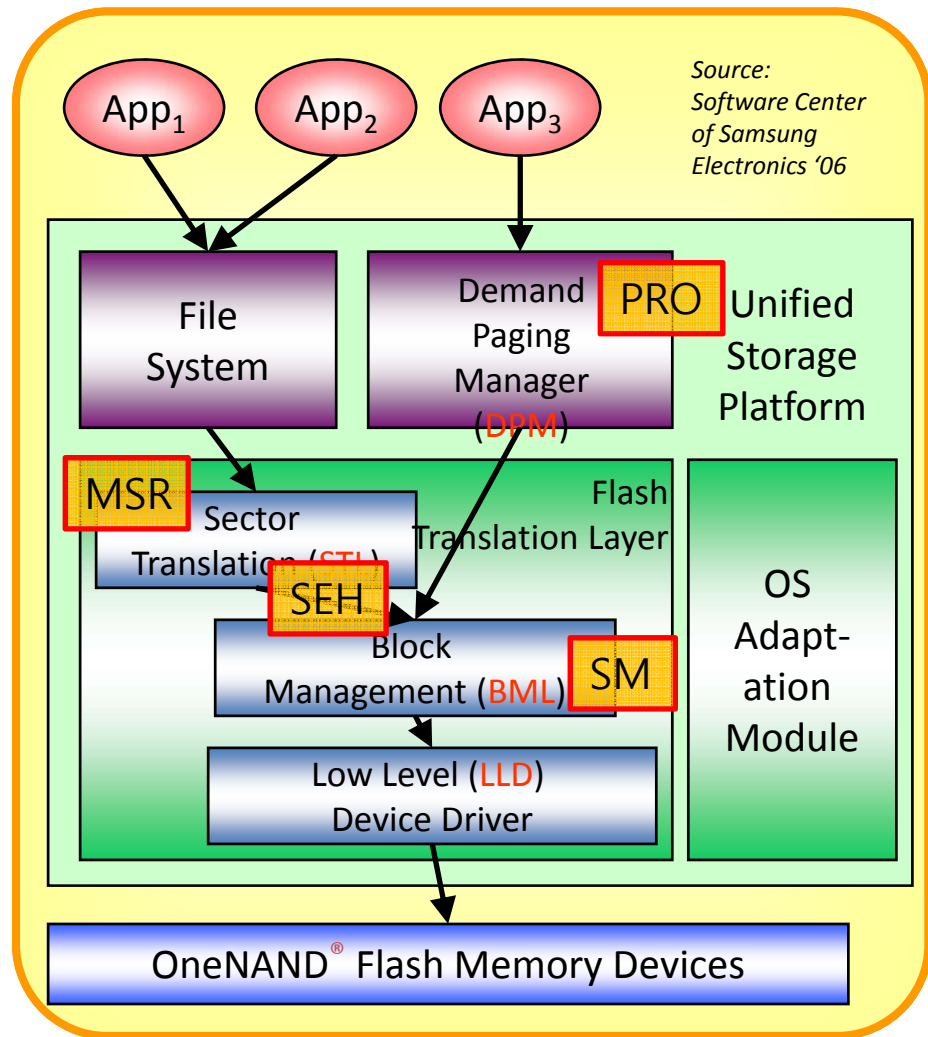 App1
App2
App3
Source:
Software Center
of Samsung
Electronics ‘06
File
System
Demand
Paging
Manager
(DPM)
PRO
Unified
Storage
Platform
MSR
Sector
Translation (STL)
Flash
Translation Layer
SEH
Block
Management (BML)
SM
Low Level (LLD)
Device Driver
OS
Adapt-
ation
Module
OneNAND® Flash Memory Devices